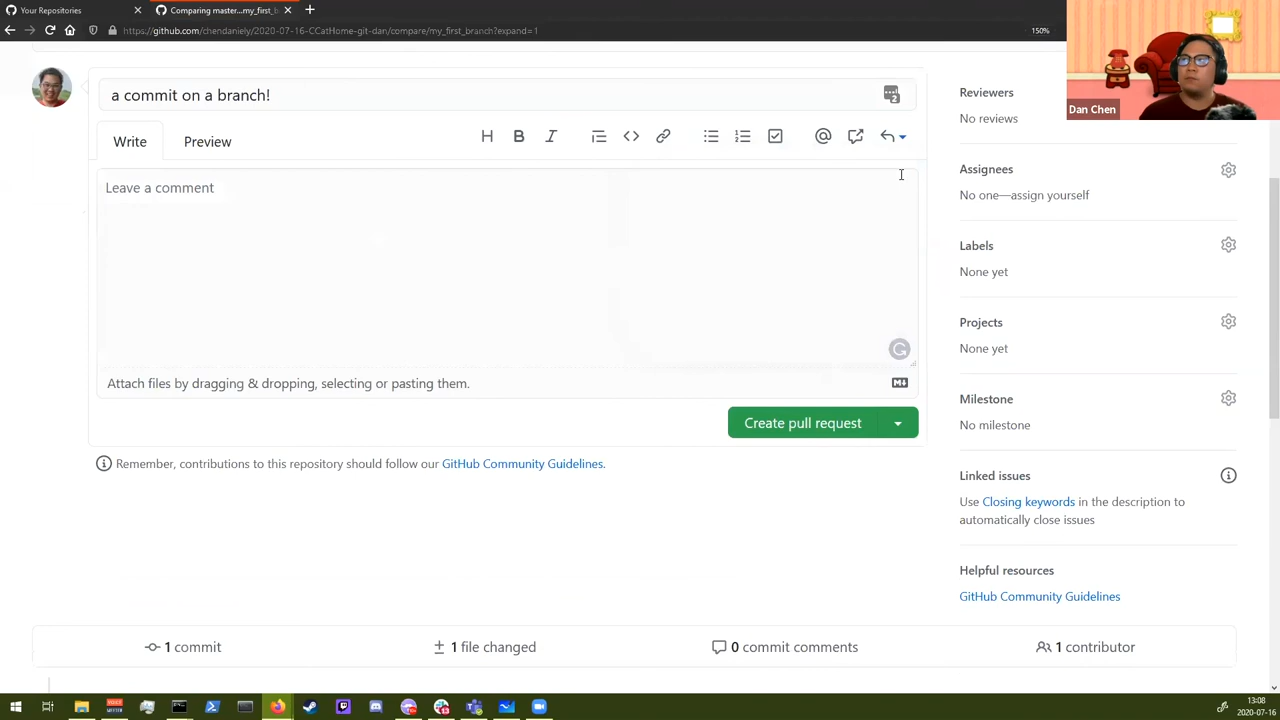 Your Repositories
Comparing master...my_first_b
https://github.com/chendaniely/2020-07-16-CCatHome-git-dan/compare/my_first_branch?expand=1
150%
Dan Chen
a commit on a branch!
2
Write
Preview
Leave a comment
Attach files by dragging & dropping, selecting or pasting them.
Create pull request
Remember, contributions to this repository should follow our GitHub Community Guidelines.
Reviewers
No reviews
Assignees
No one—assign yourself
Labels
None yet
Projects
None yet
Milestone
No milestone
Linked issues
Use Closing keywords in the description to
automatically close issues
Helpful resources
GitHub Community Guidelines
1 commit
1 file changed
0 commit comments
1 contributor
13:08
2020-07-16